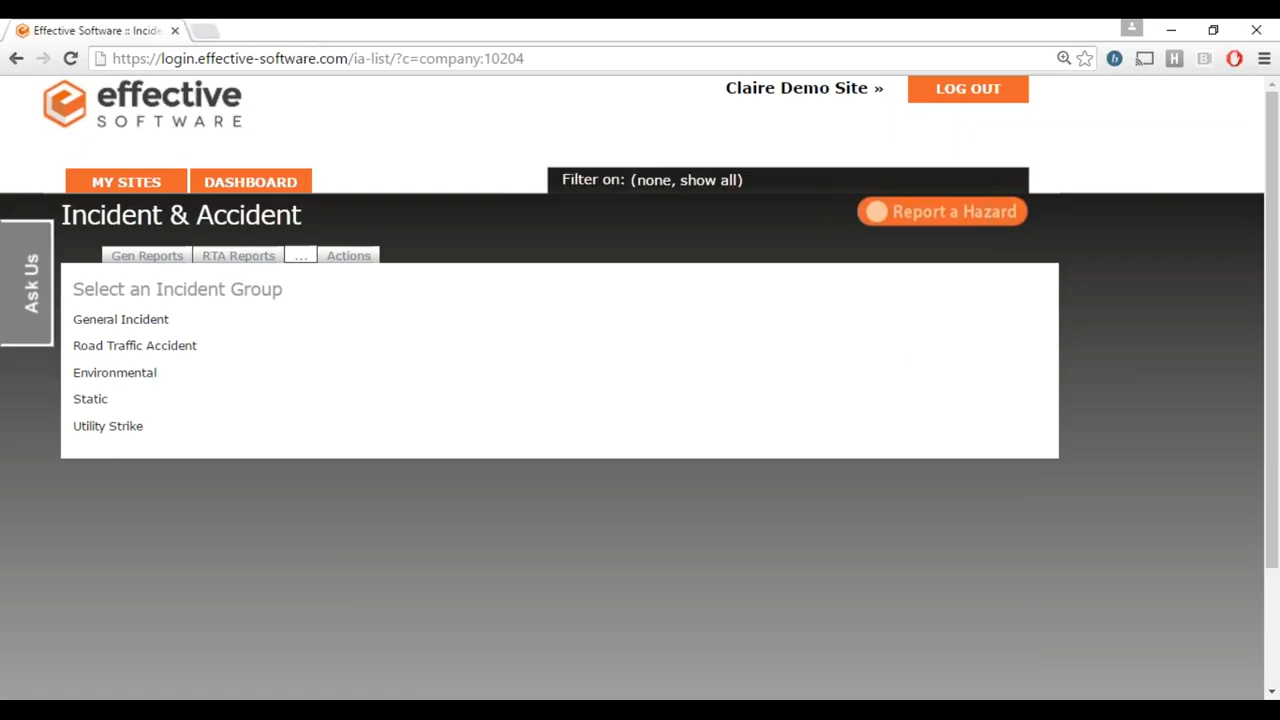 Effective Software :: Incide
https://login.effective-software.com/ia-list/?c=company:10204
b
H
effective
SOFTWARE
Claire Demo Site »
LOG OUT
MY SITES
DASHBOARD
Filter on: (none, show all)
Incident & Accident
Report a Hazard
Ask Us
Gen Reports
RTA Reports
...
Actions
Select an Incident Group
General Incident
Road Traffic Accident
Environmental
Static
Utility Strike